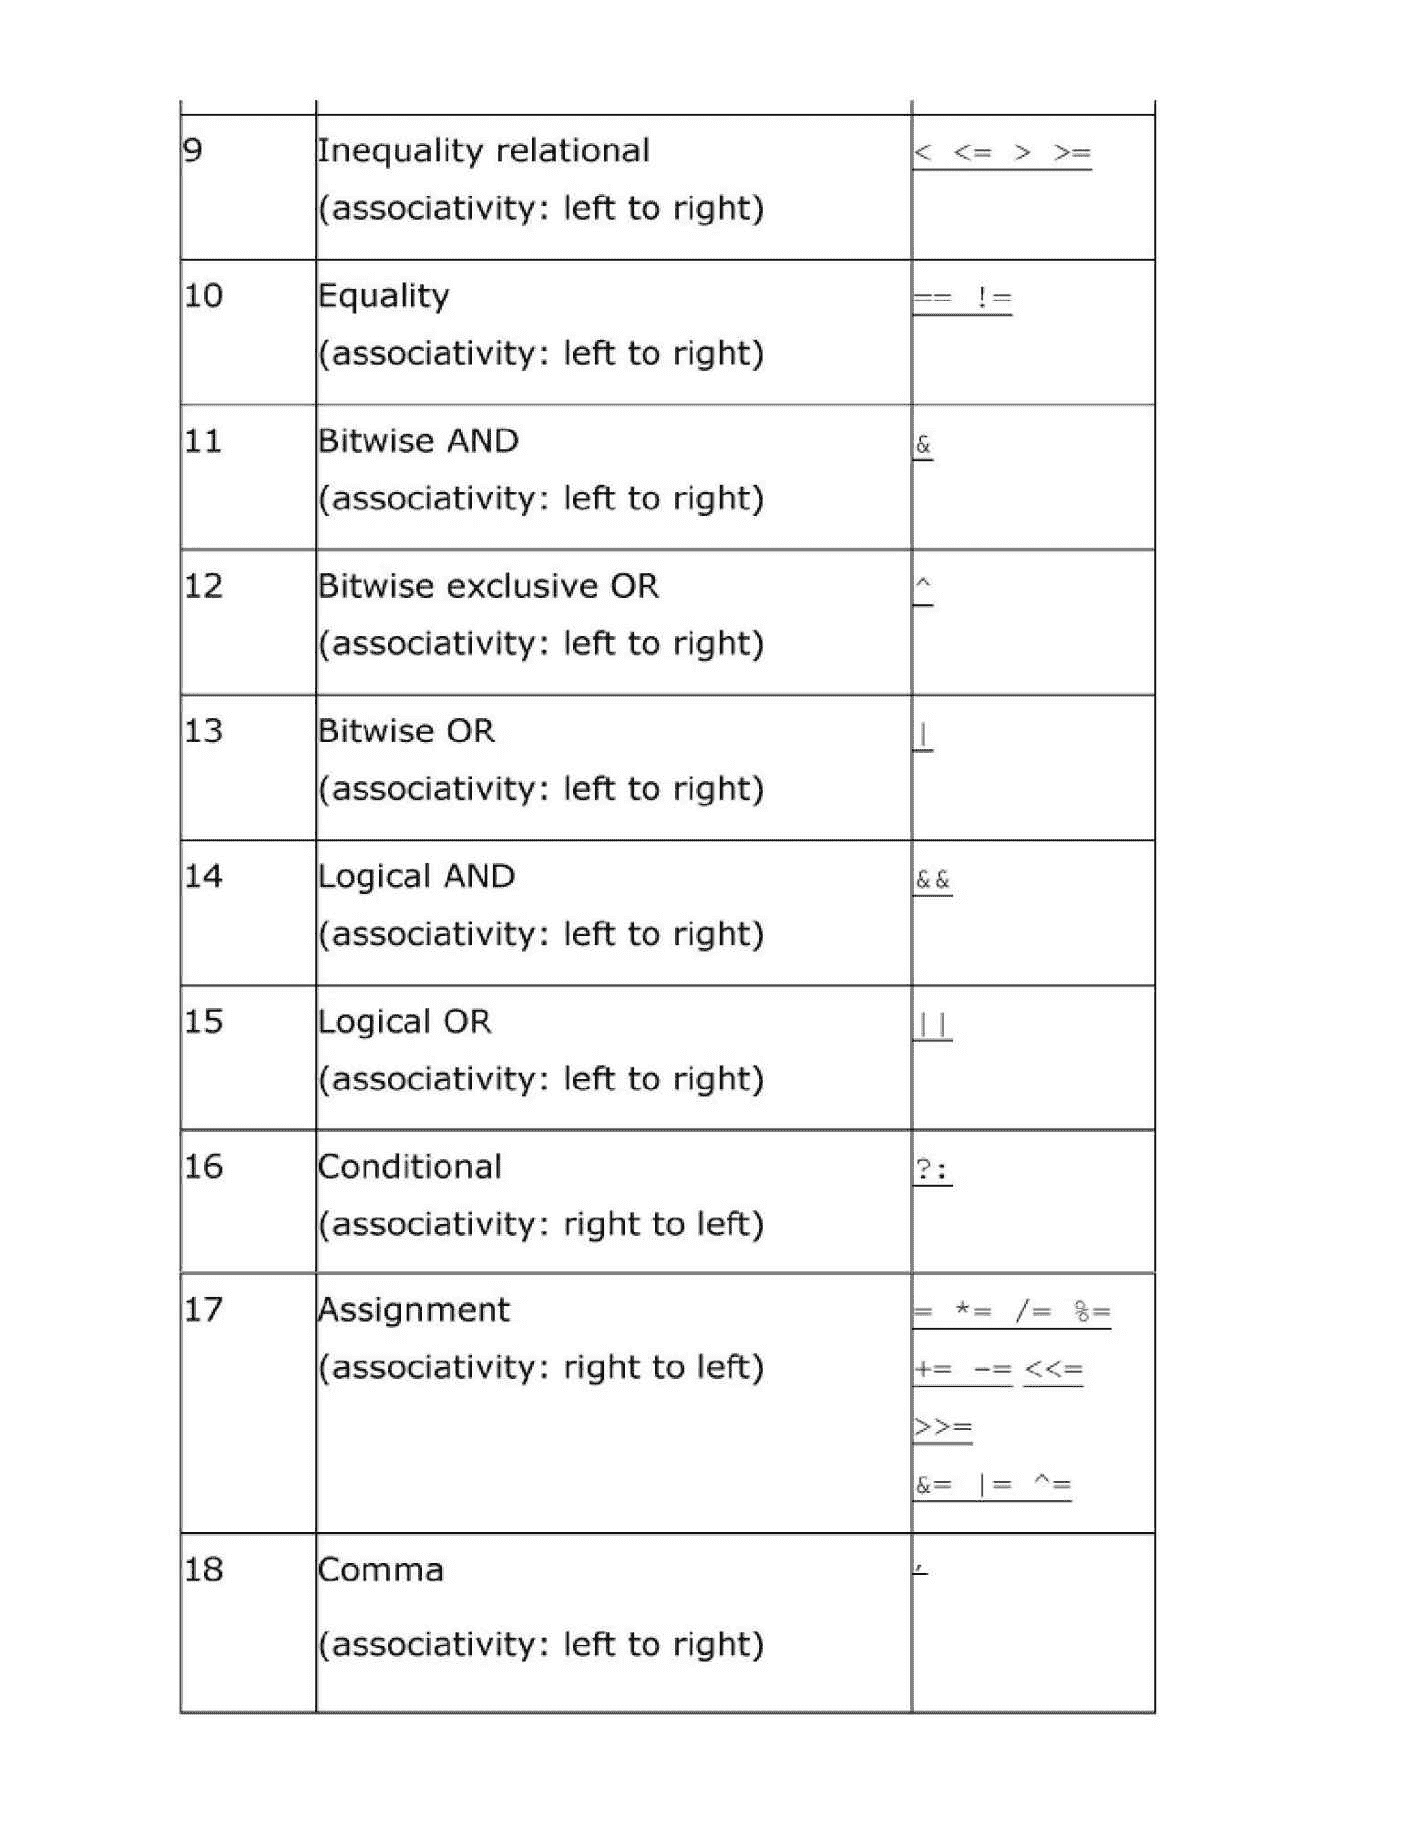 9 Inequality relational < <= > >=
(associativity: left to right)
10 Equality == !=
(associativity: left to right)
11 Bitwise AND &
(associativity: left to right)
12 Bitwise exclusive OR ^
(associativity: left to right)
13 Bitwise OR |
(associativity: left to right)
14 Logical AND &&
(associativity: left to right)
15 Logical OR ||
(associativity: left to right)
16 Conditional ?:
(associativity: right to left)
17 Assignment = *= /= %=
(associativity: right to left) += -= <<=
>>=
&= |= ^=
18 Comma ,
(associativity: left to right)